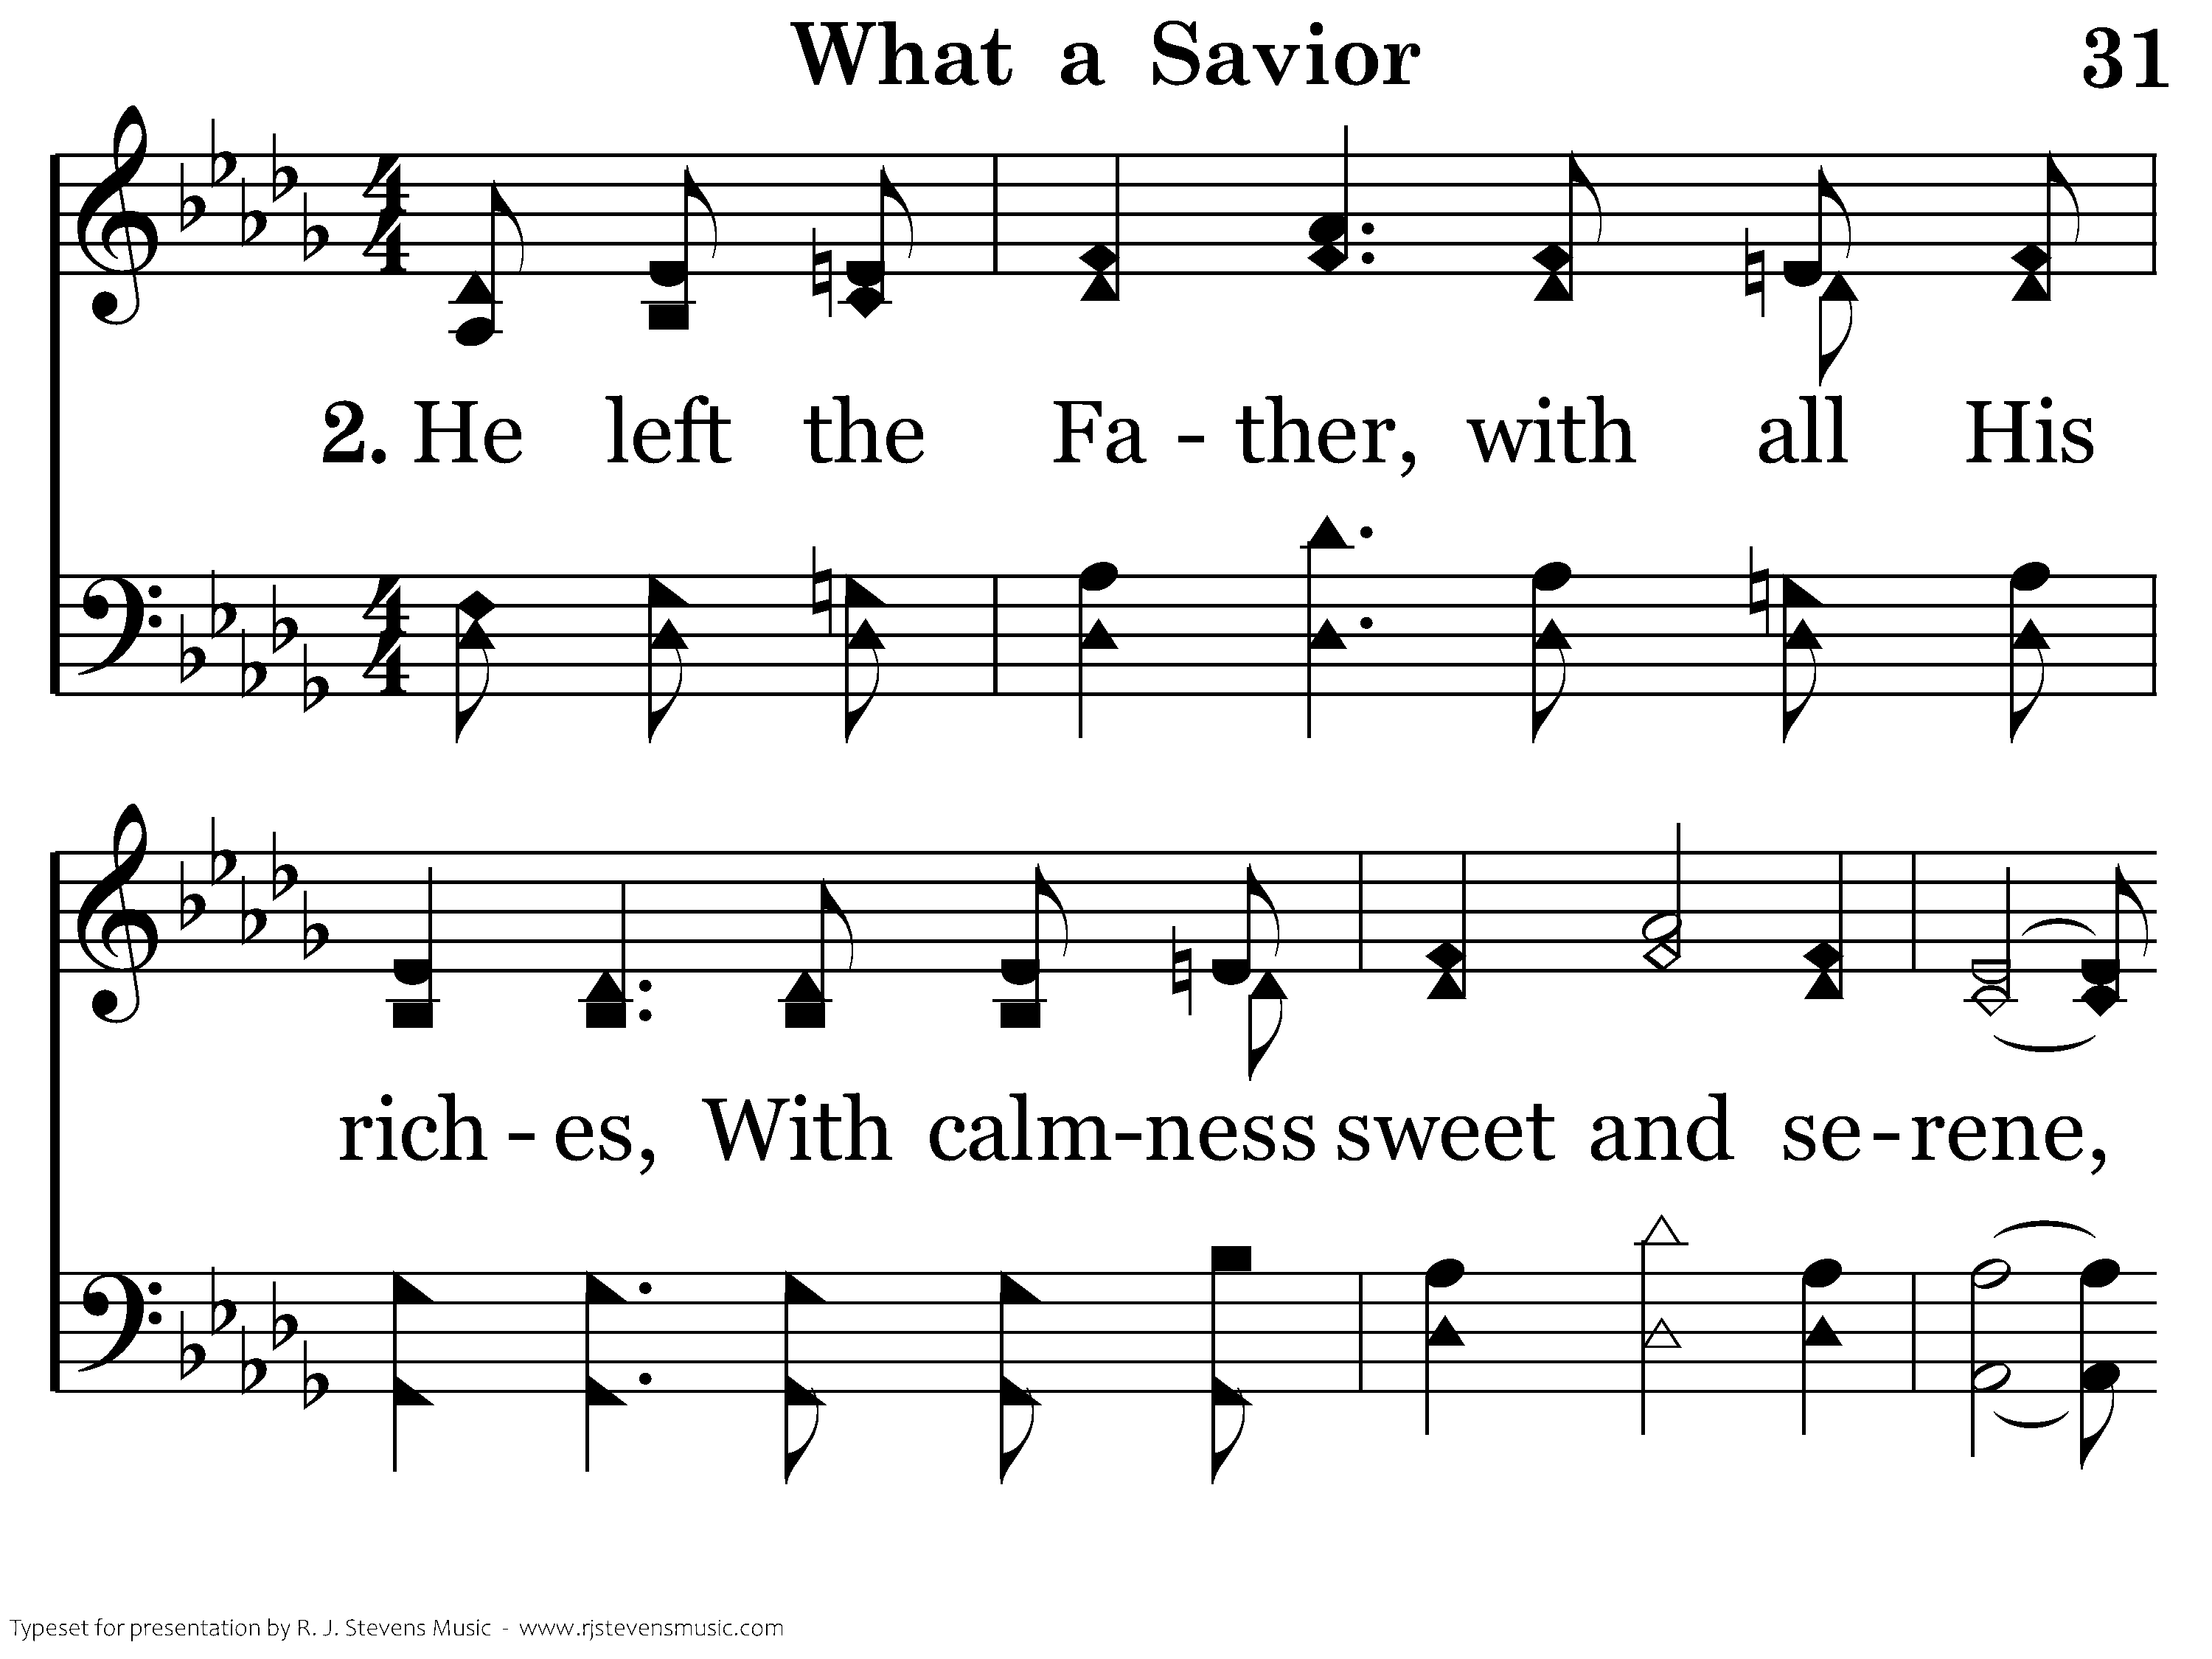 What a Savior 31
2. He left the Fa - ther, with all His
rich - es, With calm-ness sweet and se-rene,
Typeset for presentation by R. J. Stevens Music - www.rjstevensmusic.com